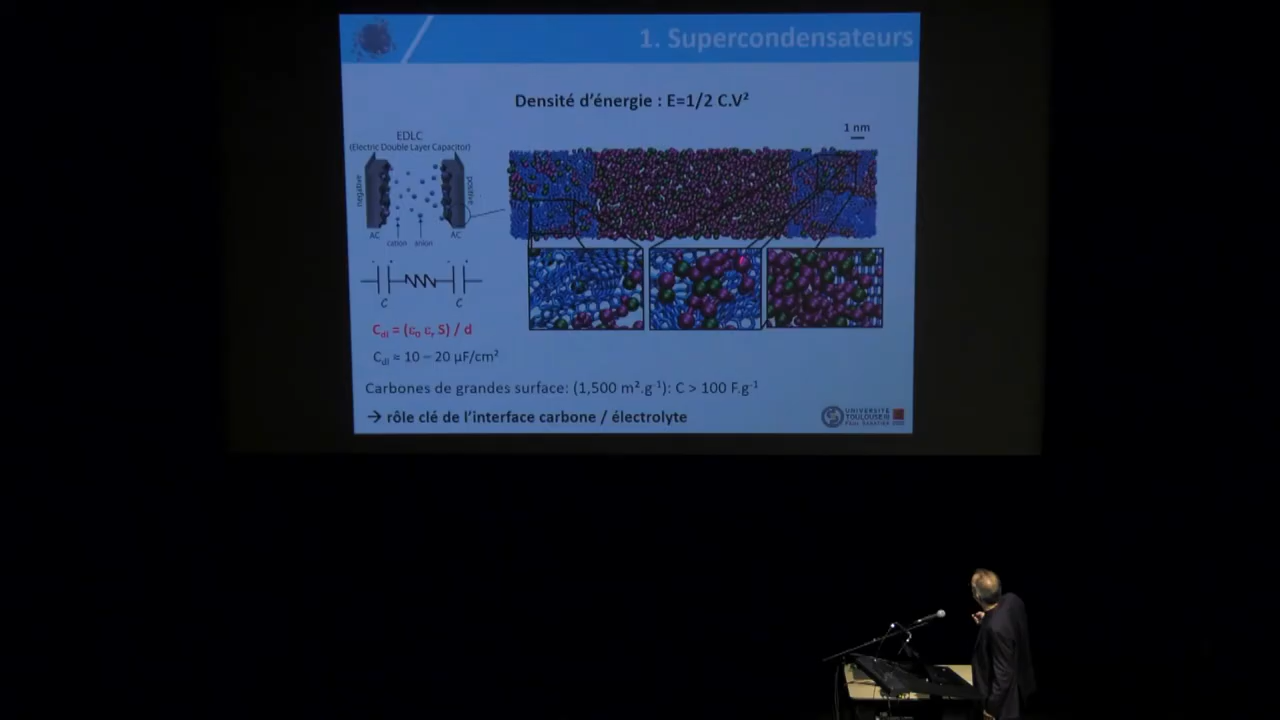 1. Supercondensateurs
Densité d’énergie : E=1/2 C.V²
1 nm
EDLC
(Electric Double Layer Capacitor)
negative
positive
AC
AC
cation
anion
C
C
Cdl = (ε0 εr S) / d
Cdl ≈ 10 – 20 µF/cm²
Carbones de grandes surface: (1,500 m².g⁻¹): C > 100 F.g⁻¹
→ rôle clé de l’interface carbone / électrolyte
UNIVERSITÉ
TOULOUSE III
PAUL SABATIER